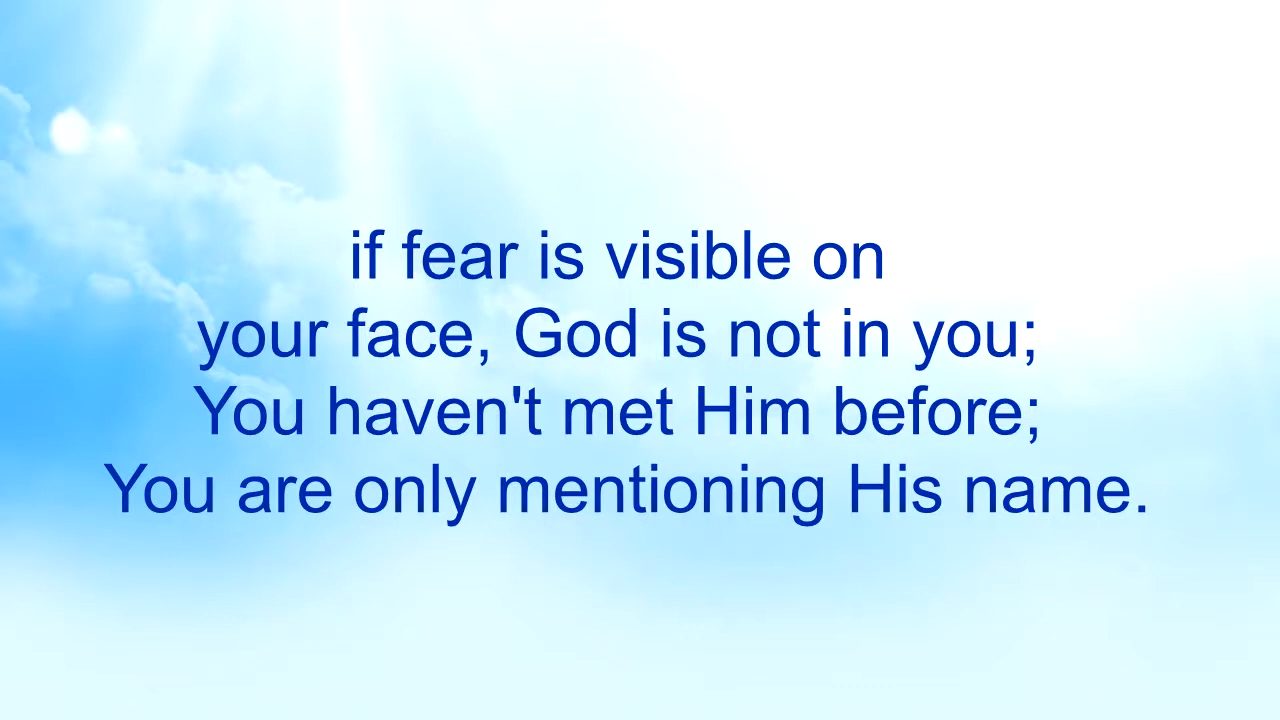 if fear is visible on
your face, God is not in you;
You haven't met Him before;
You are only mentioning His name.